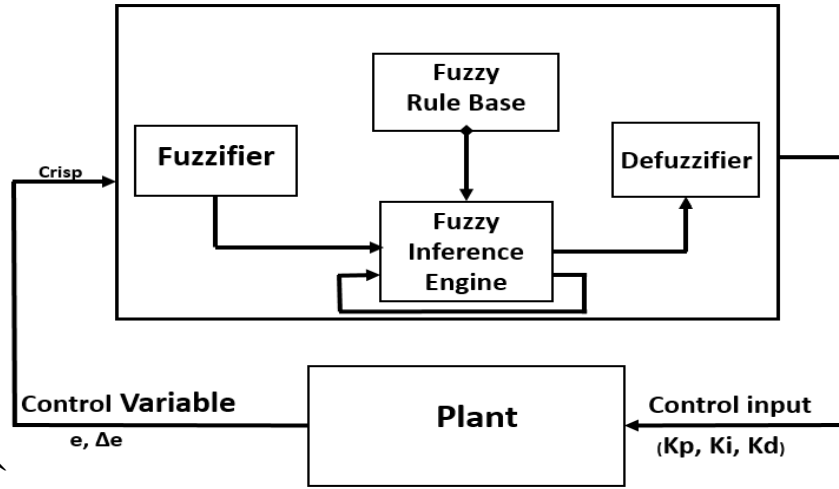 Fuzzy
Rule Base
Fuzzifier
Defuzzifier
Crisp
Fuzzy
Inference
Engine
Control Variable
e, Δe
Plant
Control input
(Kp, Ki, Kd)